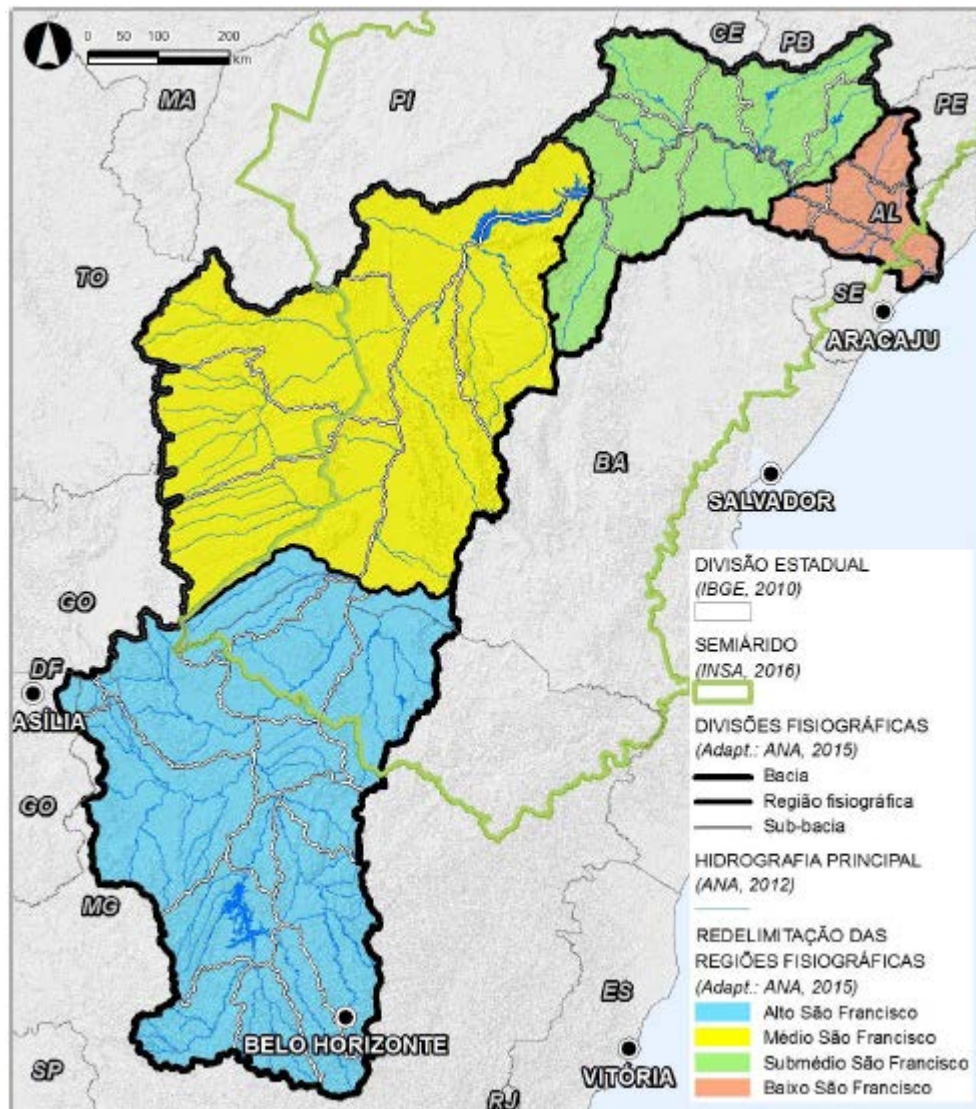 0 50 100 200
km
CE
PB
MA
PI
PE
AL
TO
SE
ARACAJU
BA
SALVADOR
GO
DF
ASÍLIA
GO
MG
BELO HORIZONTE
ES
VITÓRIA
SP
RJ
DIVISÃO ESTADUAL
(IBGE, 2010)
SEMIÁRIDO
(INSA, 2016)
DIVISÕES FISIOGRÁFICAS
(Adapt.: ANA, 2015)
Bacia
Região fisiográfica
Sub-bacia
HIDROGRAFIA PRINCIPAL
(ANA, 2012)
REDELIMITAÇÃO DAS
REGIÕES FISIOGRÁFICAS
(Adapt.: ANA, 2015)
Alto São Francisco
Médio São Francisco
Submédio São Francisco
Baixo São Francisco